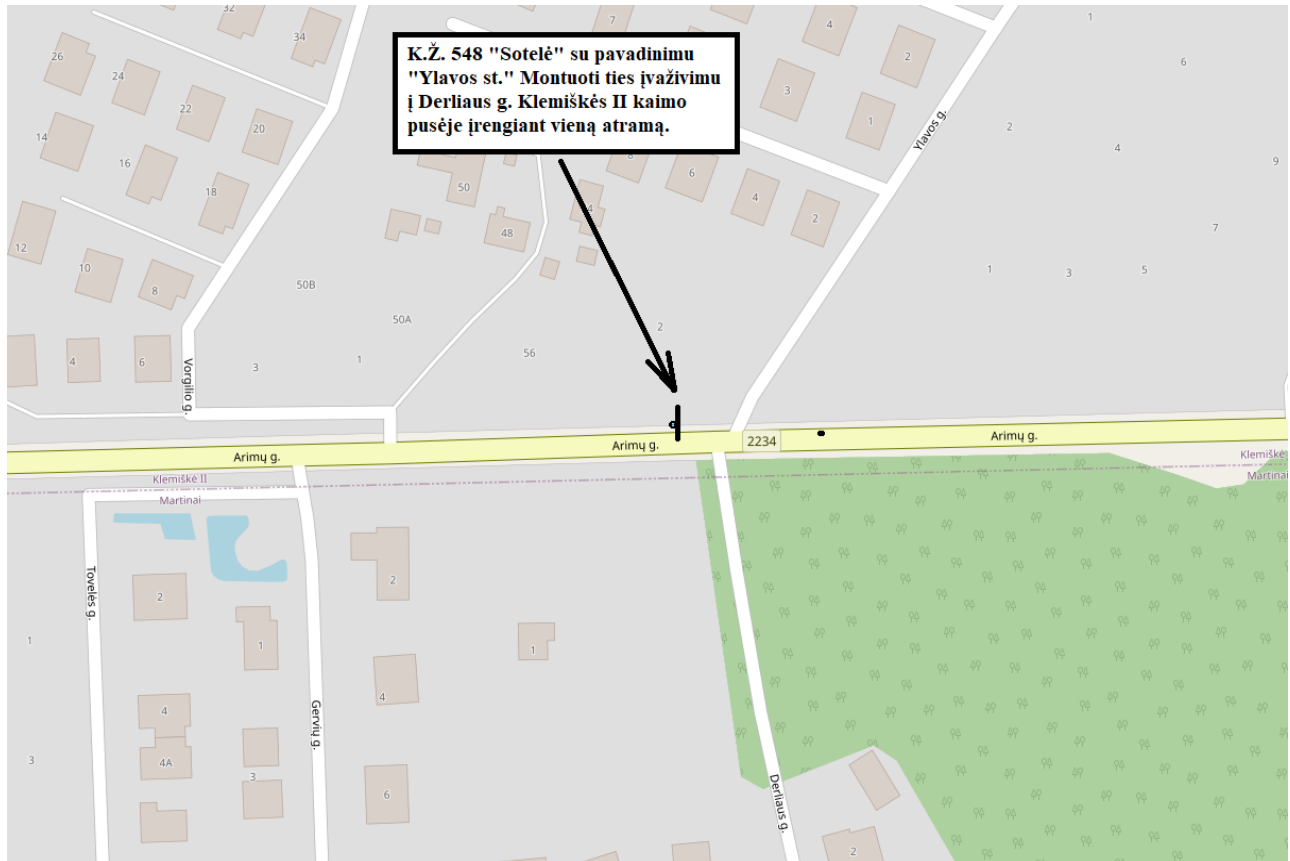 K.Ž. 548 "Sotelė" su pavadinimu
"Ylavos st." Montuoti ties įvaživimu
į Derliaus g. Klemiškės II kaimo
pusėje įrengiant vieną atramą.
32
34
26
24
22
20
14
16
18
12
10
8
4
6
3
1
50B
50A
56
50
48
4
7
8
6
4
2
4
2
3
1
2
1
6
2
4
9
7
1
3
5
Ylavos g.
Vorgilio g.
Arimų g.
Arimų g.
2234
Arimų g.
Klemiškė II
Martinai
Klemiškė
Martinai
Tovelės g.
Gervių g.
Derliaus g.
2
1
2
1
1
4
4
4A
3
3
6
2